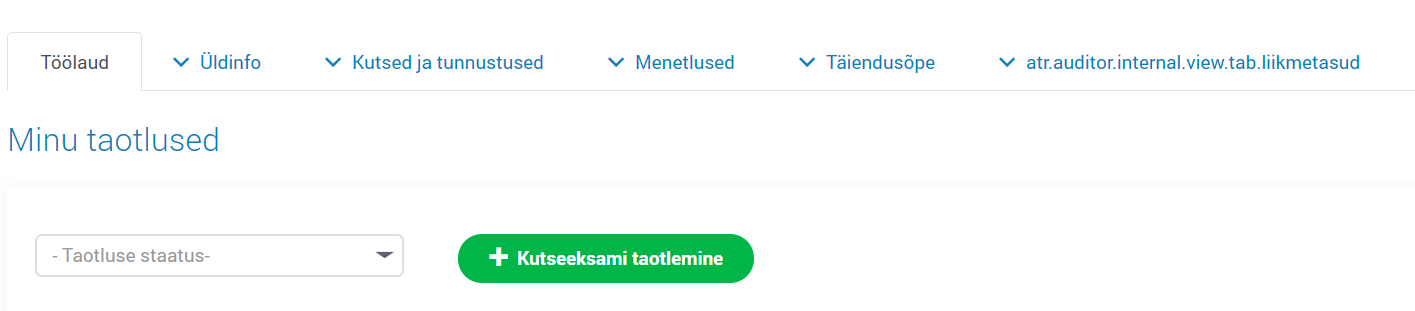 Töölaud Üldinfo Kutsed ja tunnustused Menetlused Täiendusõpe atr.auditor.internal.view.tab.liikmetasud
Minu taotlused
- Taotluse staatus- Kutseeksami taotlemine